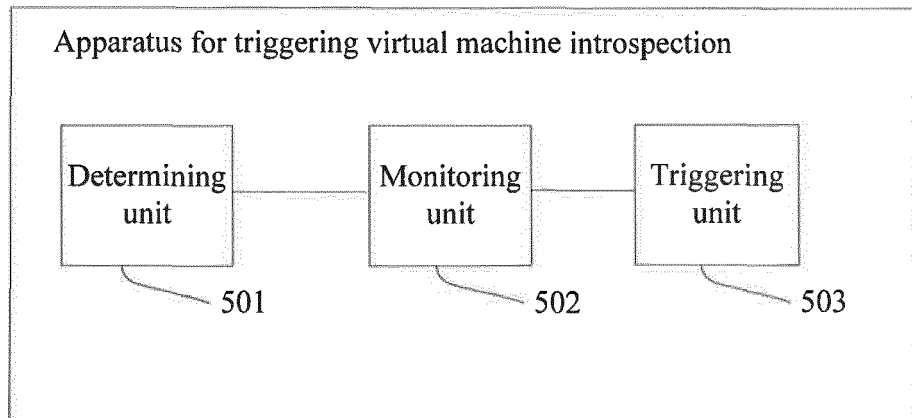 Apparatus for triggering virtual machine introspection
Determining
unit
Monitoring
unit
Triggering
unit
501
502
503